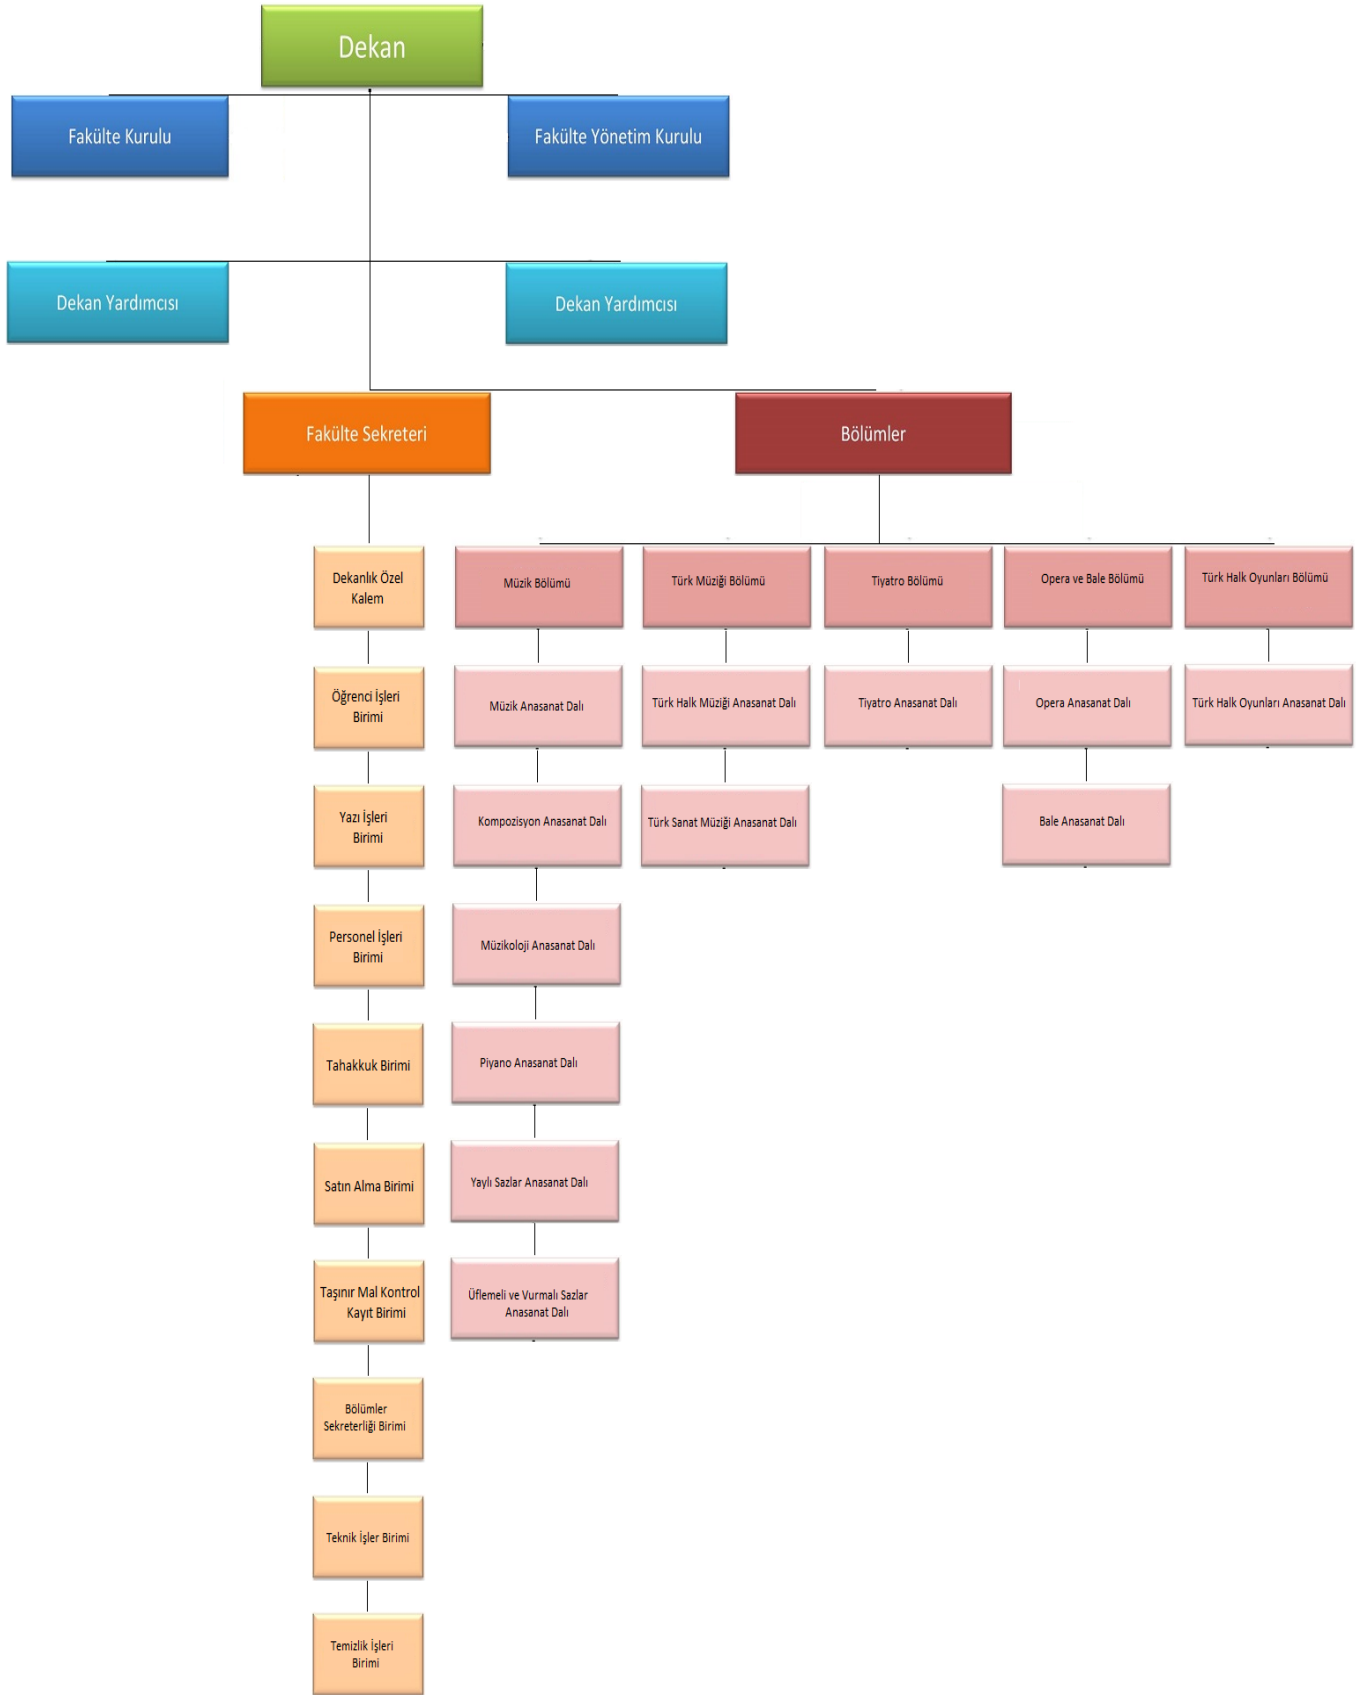 Dekan
Fakülte Kurulu
Fakülte Yönetim Kurulu
Dekan Yardımcısı
Dekan Yardımcısı
Fakülte Sekreteri
Bölümler
Dekanlık Özel
Kalem
Öğrenci İşleri
Birimi
Yazı İşleri
Birimi
Personel İşleri
Birimi
Tahakkuk Birimi
Satın Alma Birimi
Taşınır Mal Kontrol
Kayıt Birimi
Bölümler
Sekreterliği Birimi
Teknik İşler Birimi
Temizlik İşleri
Birimi
Müzik Bölümü
Müzik Anasanat Dalı
Kompozisyon Anasanat Dalı
Müzikoloji Anasanat Dalı
Piyano Anasanat Dalı
Yaylı Sazlar Anasanat Dalı
Üflemeli ve Vurmalı Sazlar
Anasanat Dalı
Türk Müziği Bölümü
Türk Halk Müziği Anasanat Dalı
Türk Sanat Müziği Anasanat Dalı
Tiyatro Bölümü
Tiyatro Anasanat Dalı
Opera ve Bale Bölümü
Opera Anasanat Dalı
Bale Anasanat Dalı
Türk Halk Oyunları Bölümü
Türk Halk Oyunları Anasanat Dalı